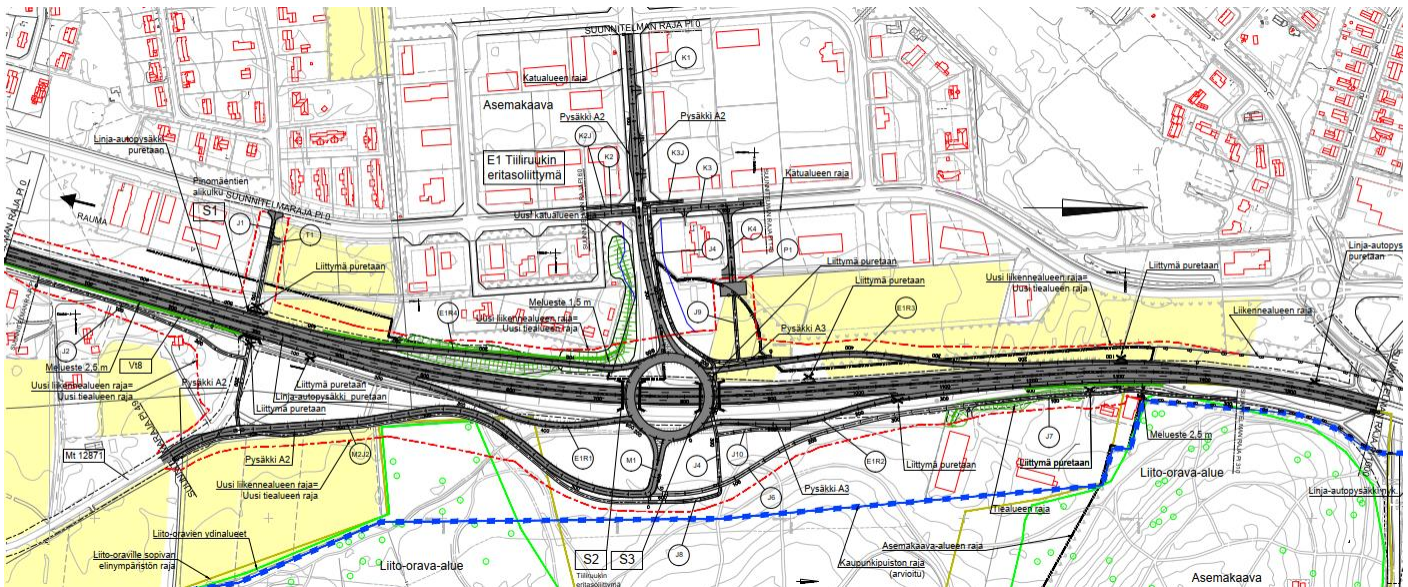 SUUNNITELMAN RAJA Pl 0
Katualueen raja
K1
Asemakaava
Pysäkki A2
Pysäkki A2
Linja-autopysäkki
puretaan
K2J
K2
K3J
K3
E1 Tiiliruukin
eritasoliittymä
Katualueen raja
Pinomäentien
alikulku
SUUNNITELMARAJA Pl 0
S1
J1
T1
RAUMA
Uusi katualueen raja
J4
K4
P1
Linja-autopys
puretaan
Liittymä puretaan
Liittymä puretaan
Uusi liikennealueen raja=
Uusi tiealueen raja
Liittymä puretaan
Liittymä puretaan
Melueste 1,5 m
E1R4
Uusi liikennealueen raja=
Uusi tiealueen raja
J9
Pysäkki A3
E1R3
Liikennealueen raja
J2
Melueste 2,5 m
Vt8
Uusi liikennealueen raja=
Uusi tiealueen raja
Pysäkki A2
Liittymä puretaan
Linja-autopysäkki puretaan
Liittymä puretaan
Mt 12871
Pysäkki A2
M2J2
E1R1
M1
J4
J10
E1R2
Liittymä puretaan
J7
Liittymä puretaan
Melueste 2,5 m
Uusi liikennealueen raja=
Uusi tiealueen raja
J6
Pysäkki A3
Tiealueen raja
Liito-orava-alue
Linja-autopysäkki nyk.
Liito-oravien ydinalueet
Liito-oraville sopivan
elinympäristön raja
Liito-orava-alue
S2
S3
J8
Tiiliruukin
eritasoliittymä
Kaupunkipuiston raja
(arvioitu)
Asemakaava-alueen raja
Asemakaava